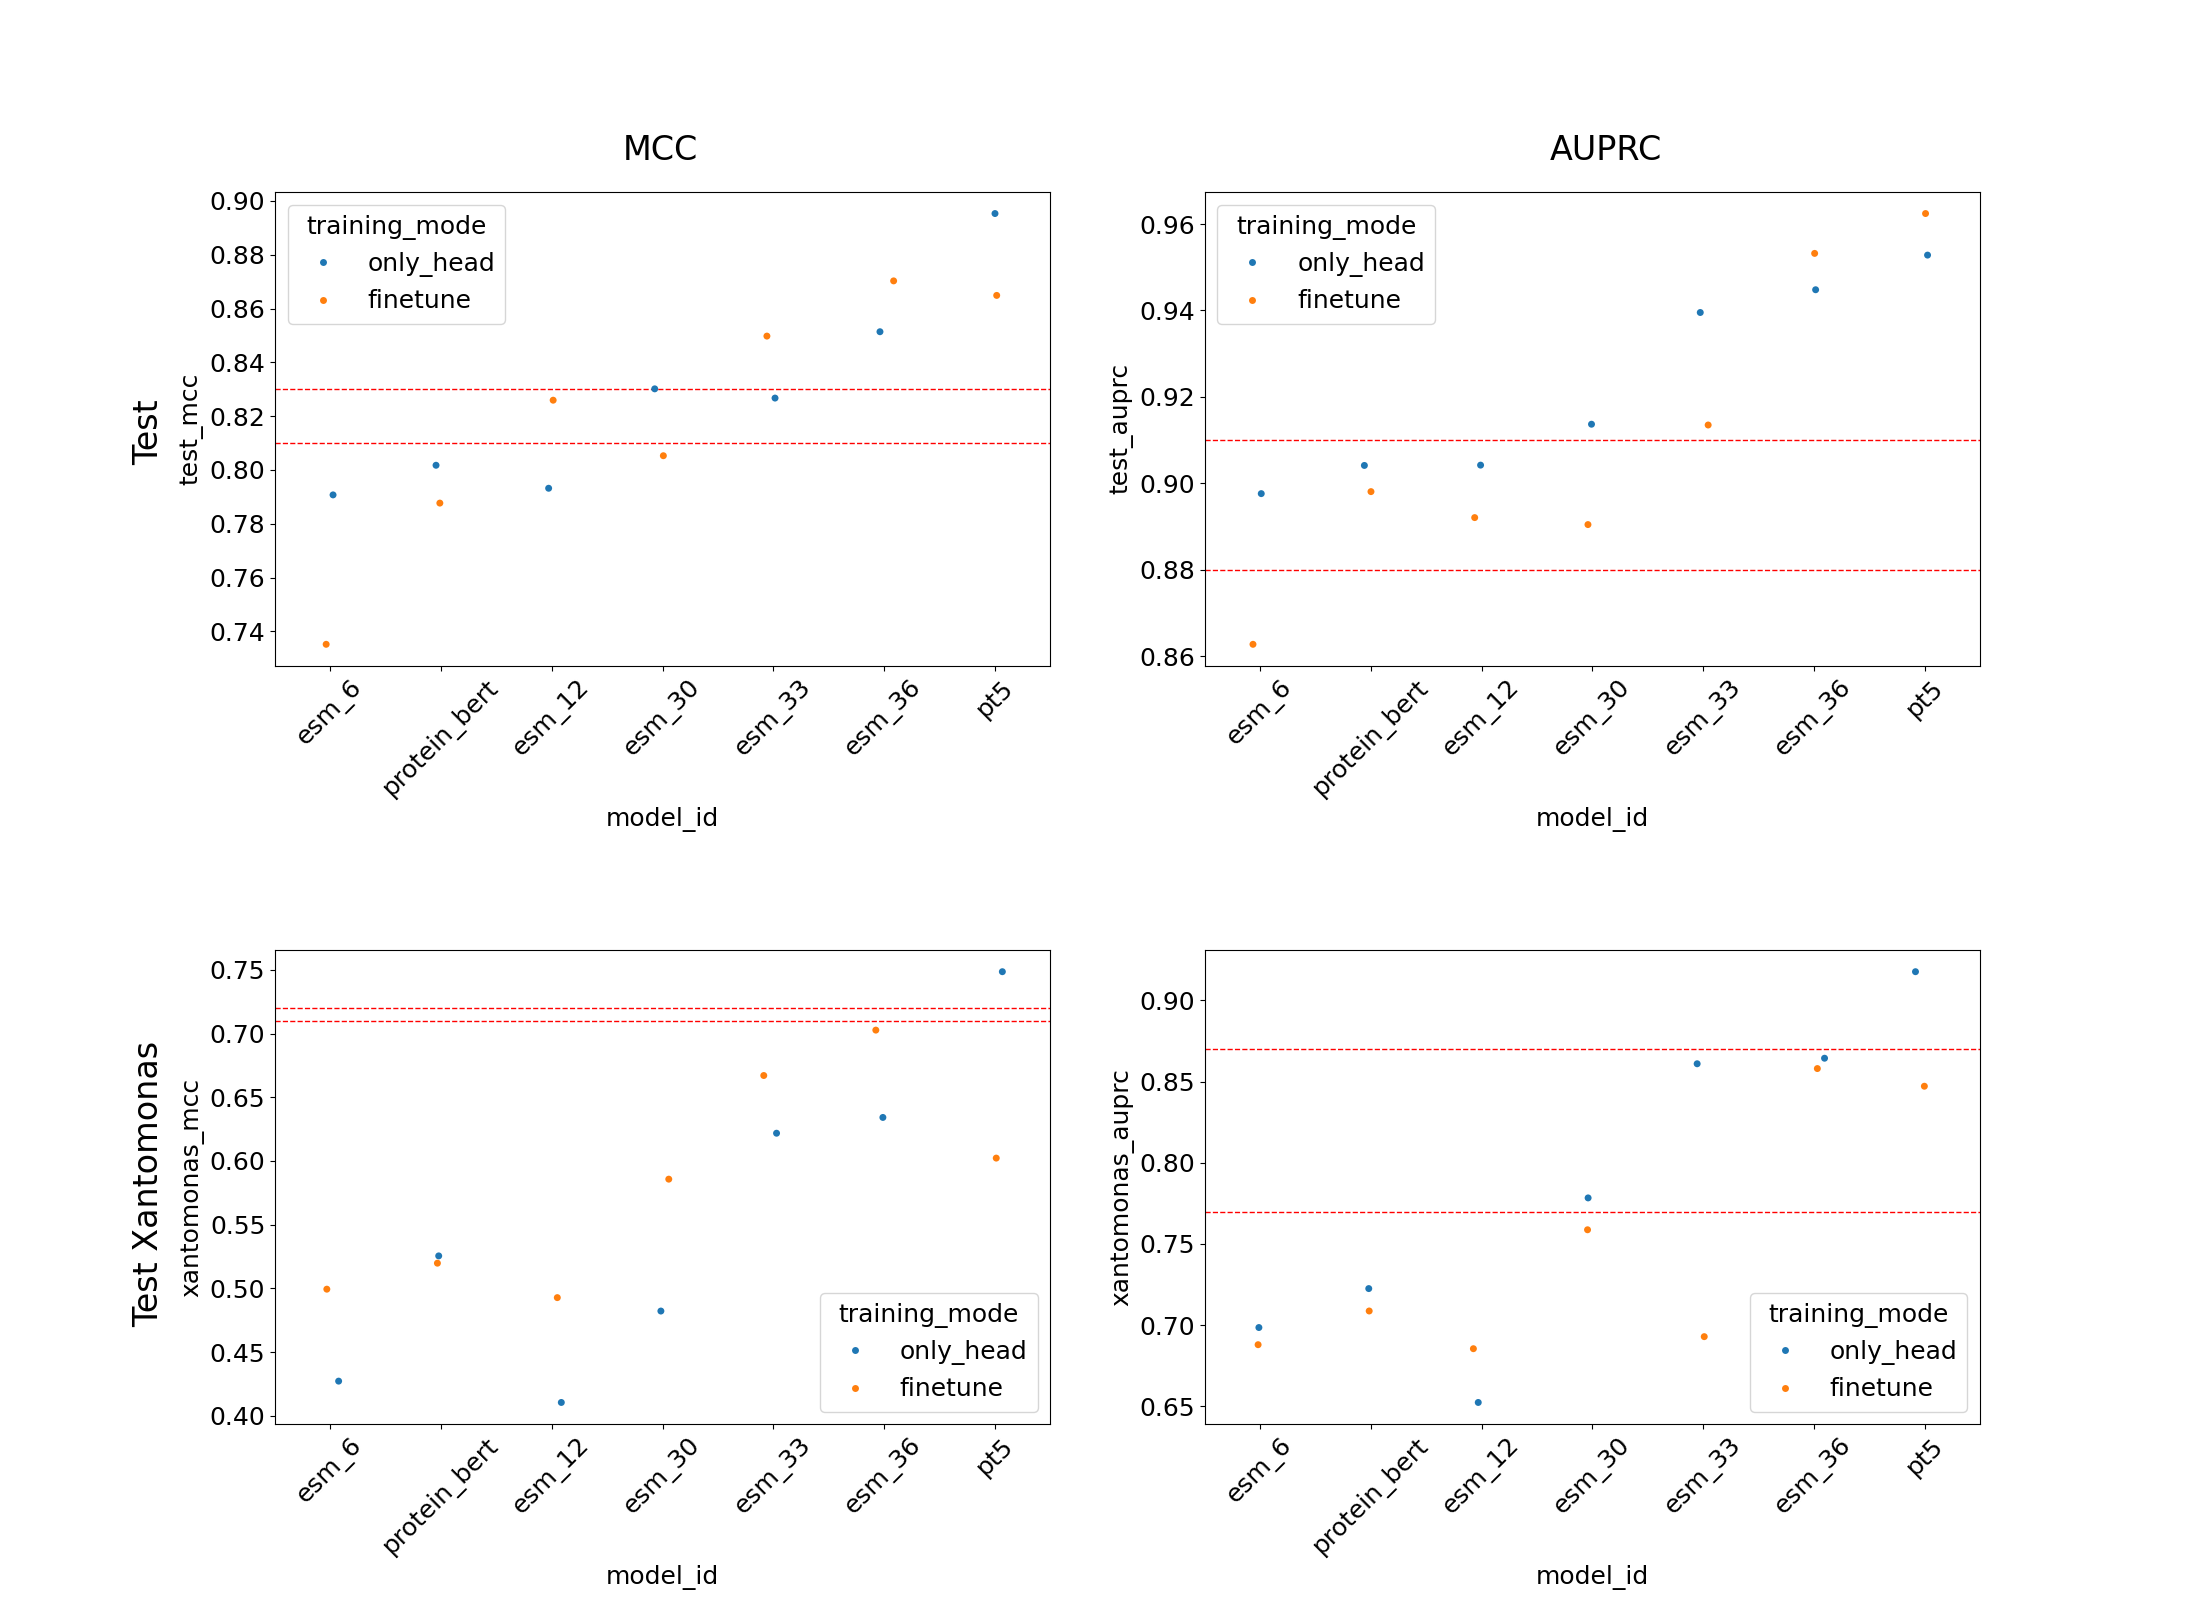 MCC
AUPRC
Test
test_mcc
0.90
0.88
0.86
0.84
0.82
0.80
0.78
0.76
0.74
training_mode
only_head
finetune
esm_6
protein_bert
esm_12
esm_30
esm_33
esm_36
pt5
model_id
test_auprc
0.96
0.94
0.92
0.90
0.88
0.86
training_mode
only_head
finetune
esm_6
protein_bert
esm_12
esm_30
esm_33
esm_36
pt5
model_id
Test Xantomonas
xantomonas_mcc
0.75
0.70
0.65
0.60
0.55
0.50
0.45
0.40
training_mode
only_head
finetune
esm_6
protein_bert
esm_12
esm_30
esm_33
esm_36
pt5
model_id
xantomonas_auprc
0.90
0.85
0.80
0.75
0.70
0.65
training_mode
only_head
finetune
esm_6
protein_bert
esm_12
esm_30
esm_33
esm_36
pt5
model_id